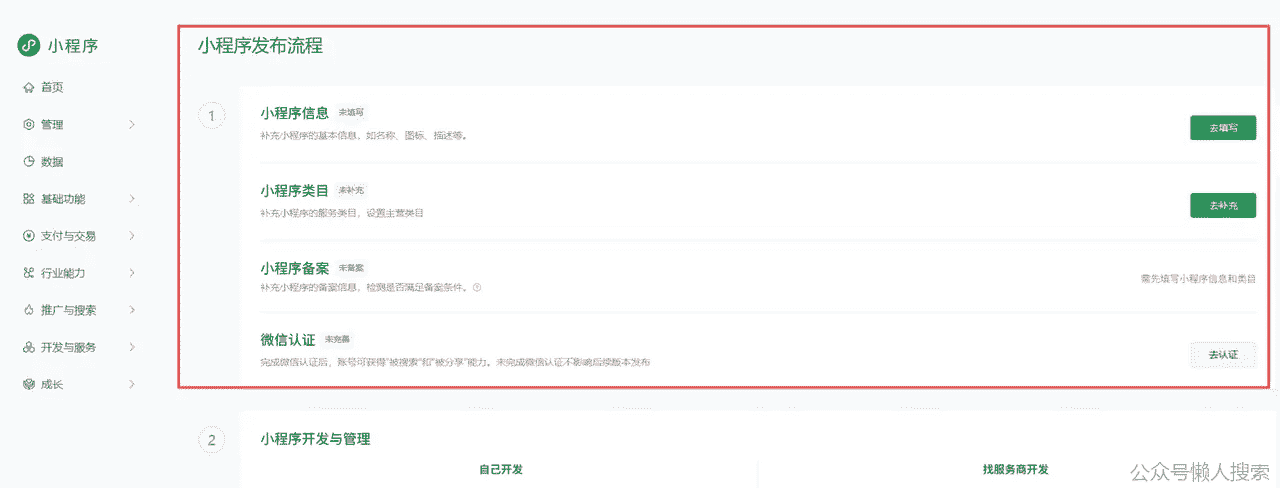 小程序
首页
管理
数据
基础功能
支付与交易
行业能力
推广与搜索
开发与服务
成长
小程序发布流程
1
小程序信息 未填写
补充小程序的基本信息，如名称、图标、描述等。
去填写
小程序类目 未补充
补充小程序的服务类目，设置主营类目
去补充
小程序备案 未备案
补充小程序的备案信息，检测是否满足备案条件。
需先填写小程序信息和类目
微信认证 未完善
完成微信认证后，账号可获得“被搜索”和“被分享”能力。未完成微信认证不影响后续版本发布
去认证
2
小程序开发与管理
自己开发
找服务商开发
公众号懒人搜索